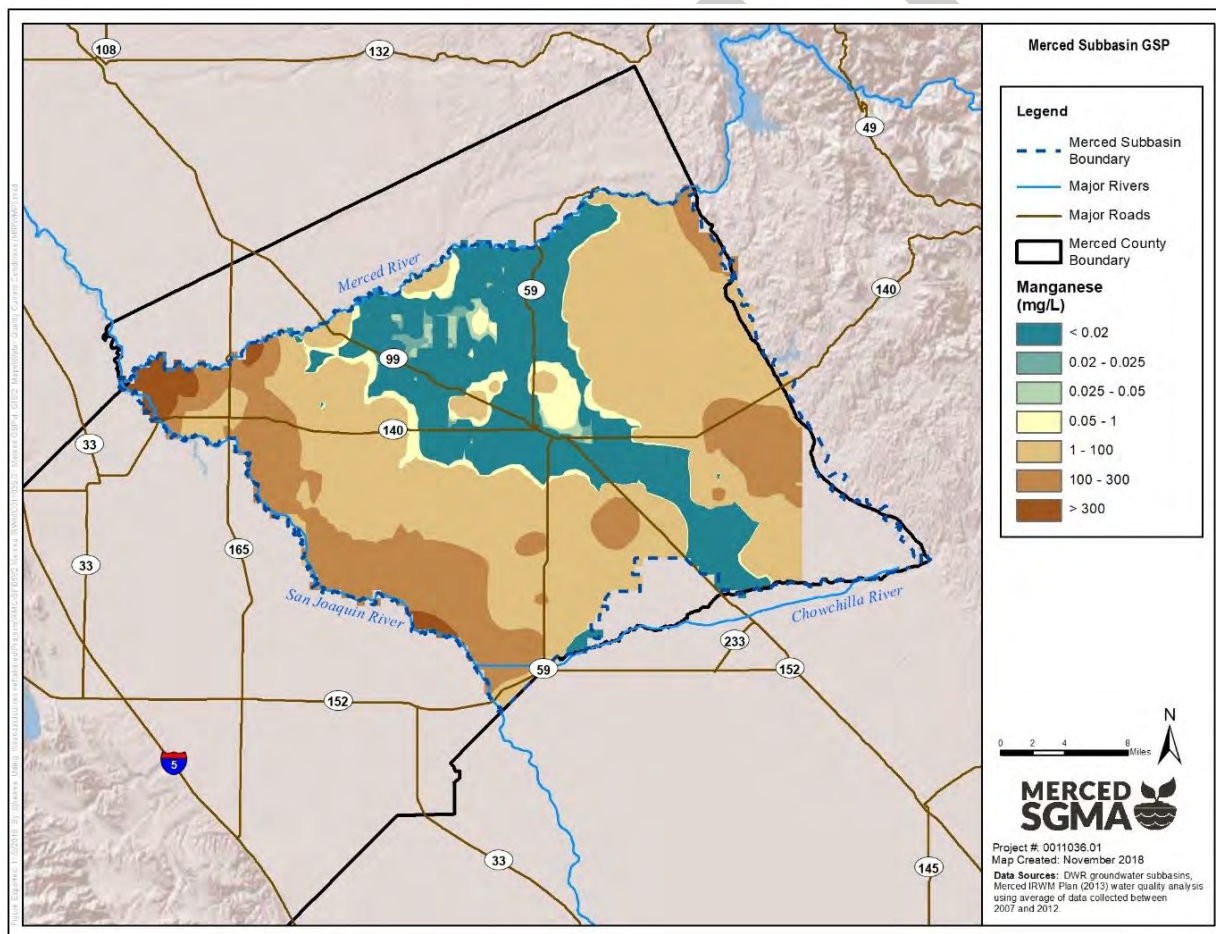 Merced Subbasin GSP
Legend
Merced Subbasin
Boundary
Major Rivers
Major Roads
Merced County
Boundary
Manganese
(mg/L)
< 0.02
0.02 - 0.025
0.025 - 0.05
0.05 - 1
1 - 100
100 - 300
> 300
108
132
49
Merced River
59
140
99
140
33
165
33
San Joaquin River
Chowchilla River
233
59
152
152
5
33
145
N
0 2 4 8
Miles
MERCED
SGMA
Project #: 0011036.01
Map Created: November 2018
Data Sources: DWR groundwater subbasins,
Merced IRWM Plan (2013) water quality analysis
using average of data collected between
2007 and 2012.